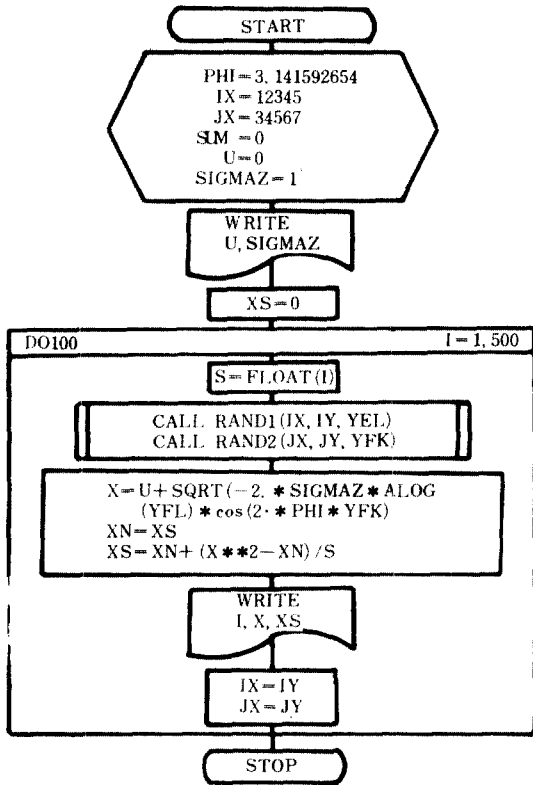 START
PHI=3.141592654
IX=12345
JX=34567
SUM =0
U=0
SIGMAZ=1
WRITE
U, SIGMAZ
XS=0
DO100 I=1, 500
S=FLOAT(I)
CALL RAND1(IX, IY, YEL)
CALL RAND2(JX, JY, YFK)
X=U+SQRT(-2. * SIGMAZ * ALOG
(YFL) * cos(2. * PHI * YFK)
XN=XS
XS=XN+(X**2-XN)/S
WRITE
I, X, XS
IX=IY
JX=JY
STOP